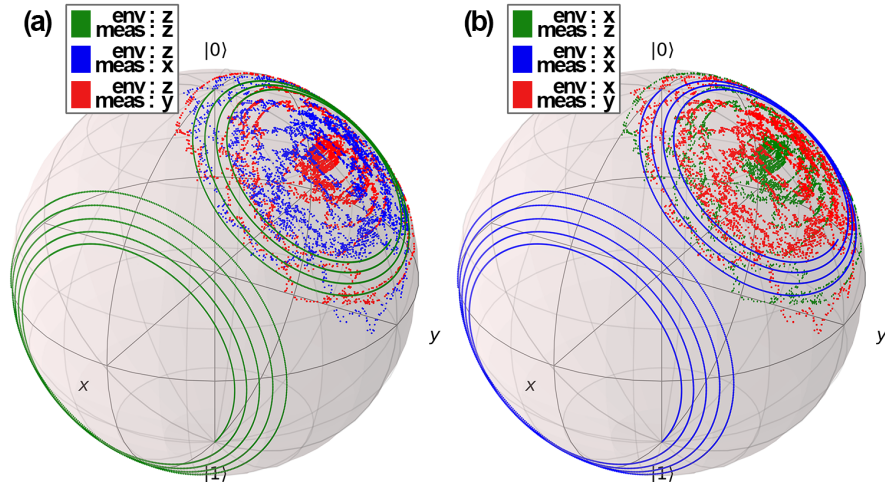 (a)
env : z
meas : z
env : z
meas : x
env : z
meas : y
|0⟩
y
x
|1⟩
(b)
env : x
meas : z
env : x
meas : x
env : x
meas : y
|0⟩
y
x
|1⟩